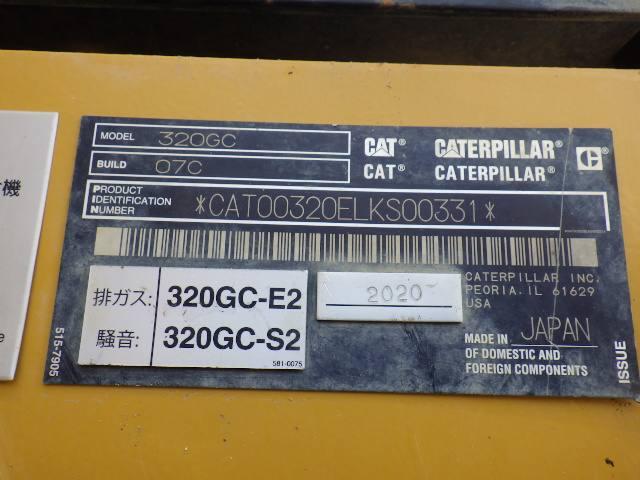 MODEL 320GC
CAT® CATERPILLAR® C®
BUILD 07C
CAT® CATERPILLAR®
PRODUCT IDENTIFICATION NUMBER *CAT00320ELKS00331*
排ガス: 320GC-E2
騒音: 320GC-S2
581-0075
2020
CATERPILLAR INC.
PEORIA. IL 61629
USA
MADE IN JAPAN
OF DOMESTIC AND
FOREIGN COMPONENTS
ISSUE
515-7905
機
e